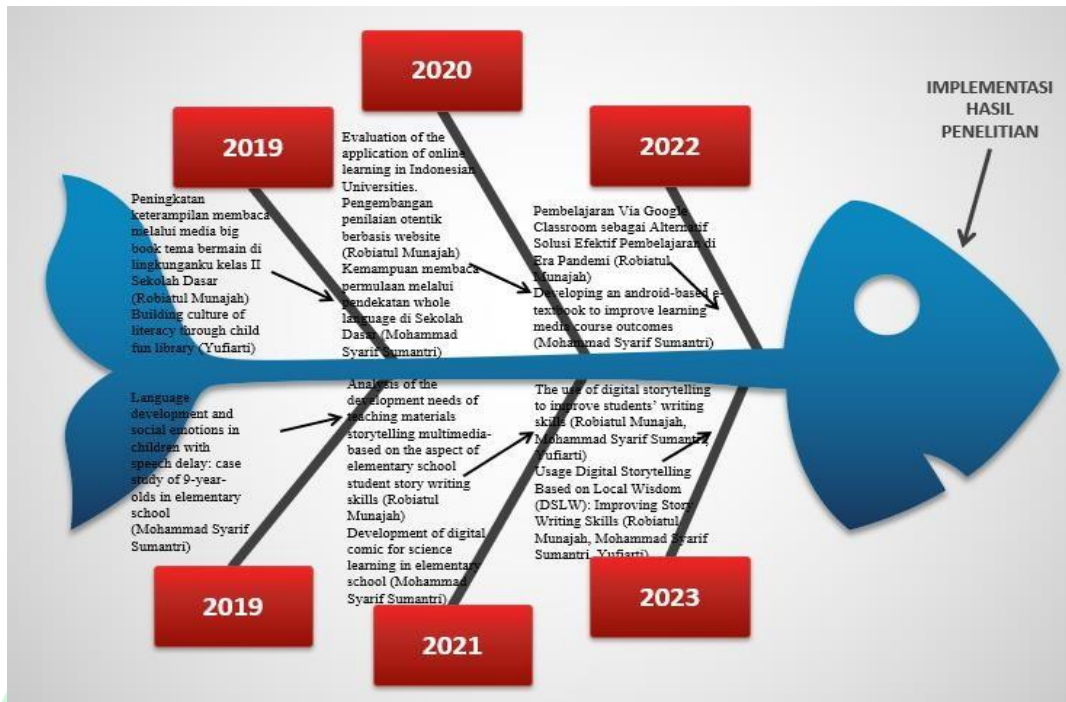 2020
IMPLEMENTASI
HASIL
PENELITIAN
2019
2022
Evaluation of the
application of online
learning in Indonesian
Universities.
Pengembangan
penilaian otentik
berbasis website
(Robiatul Munajah)
Kemampuan membaca
permulaan melalui
pendekatan whole
language di Sekolah
Dasar (Mohammad
Syarif Sumantri)
Peningkatan
keterampilan membaca
melalui media big
book tema bermain di
lingkunganku kelas II
Sekolah Dasar
(Robiatul Munajah)
Building culture of
literacy through child
fun library (Yufiarti)
Pembelajaran Via Google
Classroom sebagai Alternatif
Solusi Efektif Pembelajaran di
Era Pandemi (Robiatul
Munajah)
Developing an android-based e-
textbook to improve learning
media course outcomes
(Mohammad Syarif Sumantri)
Language
development and
social emotions in
children with
speech delay: case
study of 9-year-
olds in elementary
school
(Mohammad Syarif
Sumantri)
Analysis of the
development needs of
teaching materials
storytelling multimedia-
based on the aspect of
elementary school
student story writing
skills (Robiatul
Munajah)
Development of digital
comic for science
learning in elementary
school (Mohammad
Syarif Sumantri)
The use of digital storytelling
to improve students’ writing
skills (Robiatul Munajah,
Mohammad Syarif Sumantri,
Yufiarti)
Usage Digital Storytelling
Based on Local Wisdom
(DSLW): Improving Story
Writing Skills (Robiatul
Munajah, Mohammad Syarif
Sumantri, Yufiarti)
2019
2021
2023